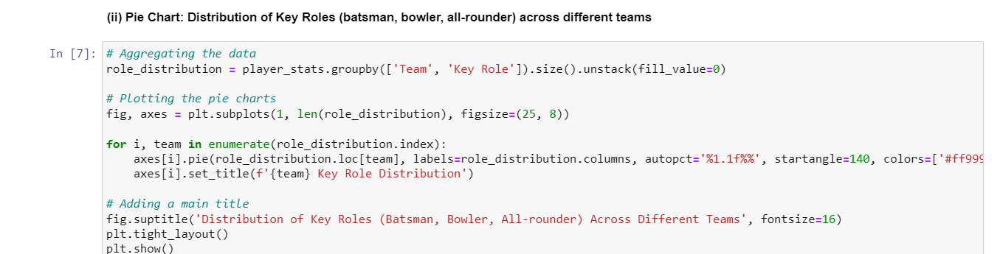 (ii) Pie Chart: Distribution of Key Roles (batsman, bowler, all-rounder) across different teams
In [7]: # Aggregating the data
role_distribution = player_stats.groupby(['Team', 'Key Role']).size().unstack(fill_value=0)
# Plotting the pie charts
fig, axes = plt.subplots(1, len(role_distribution), figsize=(25, 8))
for i, team in enumerate(role_distribution.index):
    axes[i].pie(role_distribution.loc[team], labels=role_distribution.columns, autopct='%1.1f%%', startangle=140, colors=['#ff999
    axes[i].set_title(f'{team} Key Role Distribution')
# Adding a main title
fig.suptitle('Distribution of Key Roles (Batsman, Bowler, All-rounder) Across Different Teams', fontsize=16)
plt.tight_layout()
plt.show()